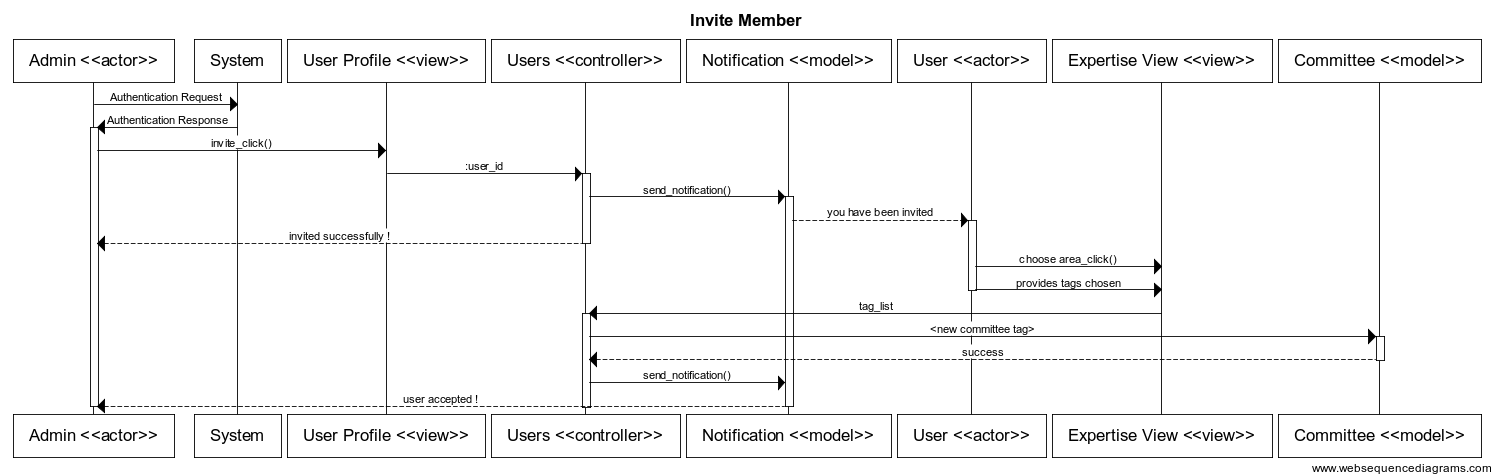 Invite Member
Admin <<actor>> System User Profile <<view>> Users <<controller>> Notification <<model>> User <<actor>> Expertise View <<view>> Committee <<model>>
Authentication Request
Authentication Response
invite_click()
:user_id
send_notification()
you have been invited
invited successfully !
choose area_click()
provides tags chosen
tag_list
<new committee tag>
success
send_notification()
user accepted !
Admin <<actor>> System User Profile <<view>> Users <<controller>> Notification <<model>> User <<actor>> Expertise View <<view>> Committee <<model>>
www.websequencediagrams.com